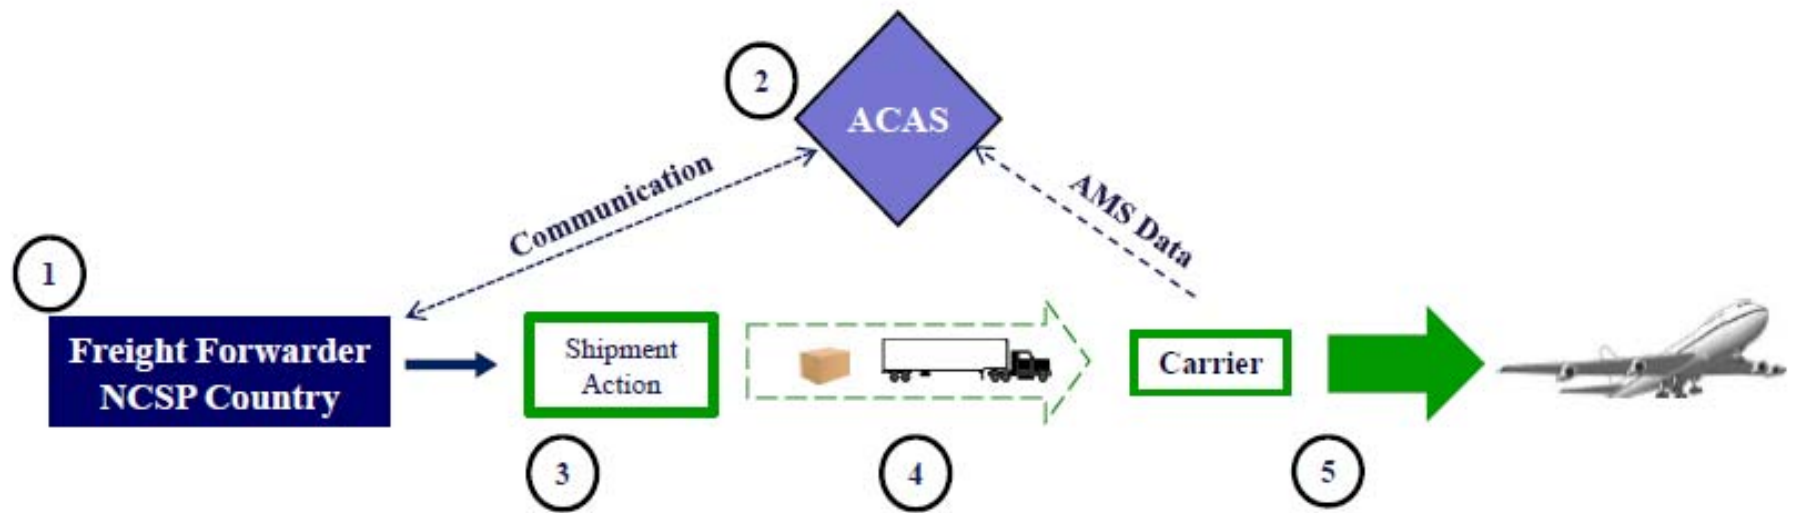 2
ACAS
Communication
AMS Data
1
Freight Forwarder
NCSP Country
Shipment
Action
Carrier
3
4
5